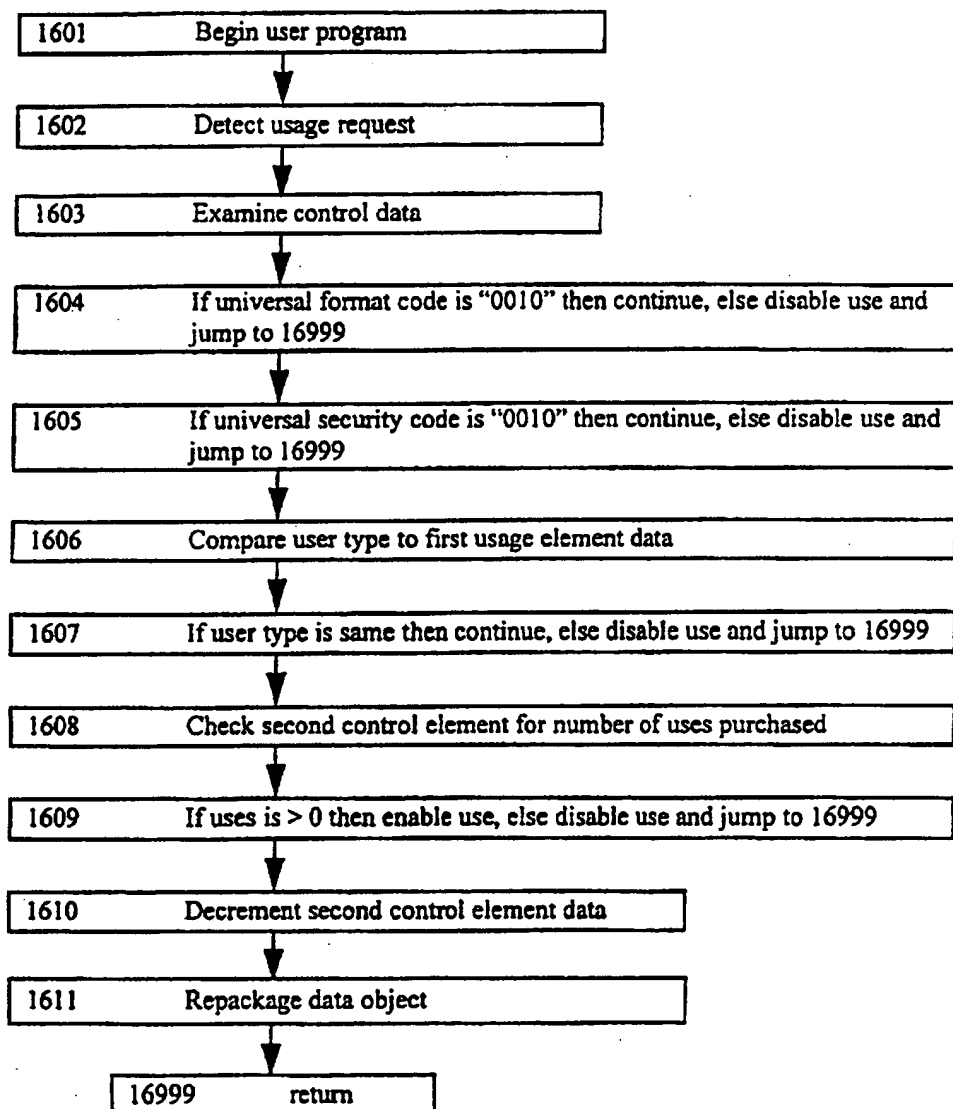 1601 Begin user program
1602 Detect usage request
1603 Examine control data
1604 If universal format code is “0010” then continue, else disable use and
jump to 16999
1605 If universal security code is “0010” then continue, else disable use and
jump to 16999
1606 Compare user type to first usage element data
1607 If user type is same then continue, else disable use and jump to 16999
1608 Check second control element for number of uses purchased
1609 If uses is > 0 then enable use, else disable use and jump to 16999
1610 Decrement second control element data
1611 Repackage data object
16999 return